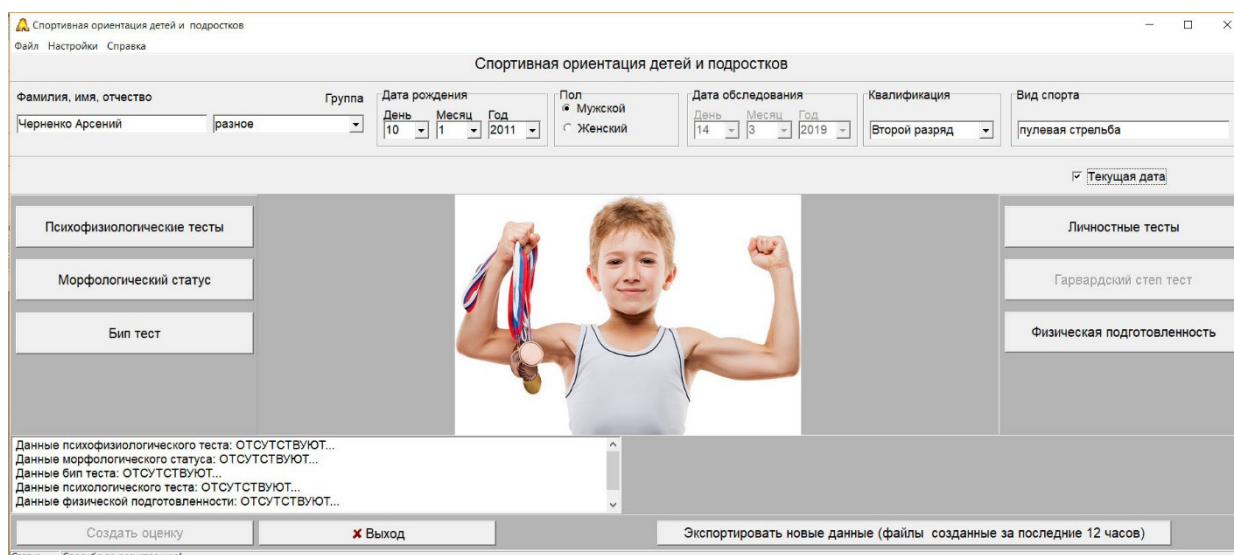 Спортивная ориентация детей и подростков
Файл Настройки Справка
Спортивная ориентация детей и подростков
Фамилия, имя, отчество Группа Дата рождения Пол Дата обследования Квалификация Вид спорта
День Месяц Год Мужской День Месяц Год
Черненко Арсений разное 10 1 2011 Женский 14 3 2019 Второй разряд пулевая стрельба
Текущая дата
Психофизиологические тесты Личностные тесты
Морфологический статус Гарвардский степ тест
Бип тест Физическая подготовленность
Данные психофизиологического теста: ОТСУТСТВУЮТ...
Данные морфологического статуса: ОТСУТСТВУЮТ...
Данные бип теста: ОТСУТСТВУЮТ...
Данные психологического теста: ОТСУТСТВУЮТ...
Данные физической подготовленности: ОТСУТСТВУЮТ...
Создать оценку Выход Экспортировать новые данные (файлы созданные за последние 12 часов)